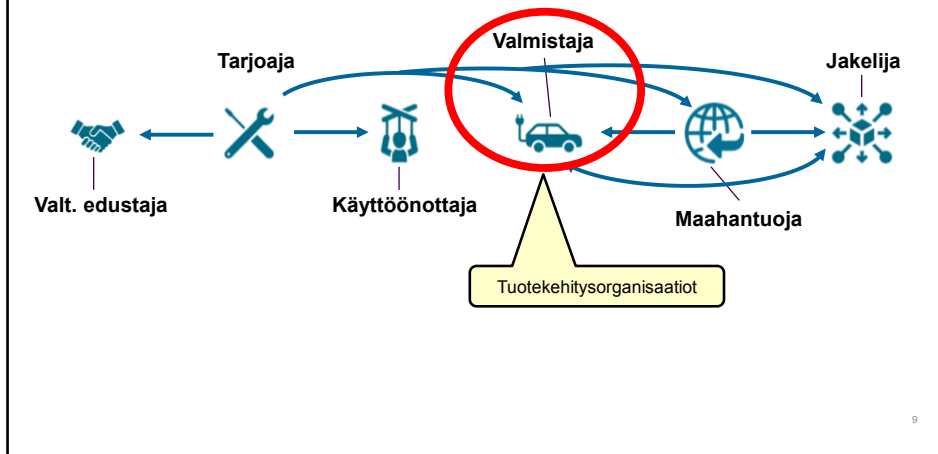 Valmistaja
Tarjoaja
Jakelija
Valt. edustaja
Käyttöönottaja
Maahantuoja
Tuotekehitysorganisaatiot
9